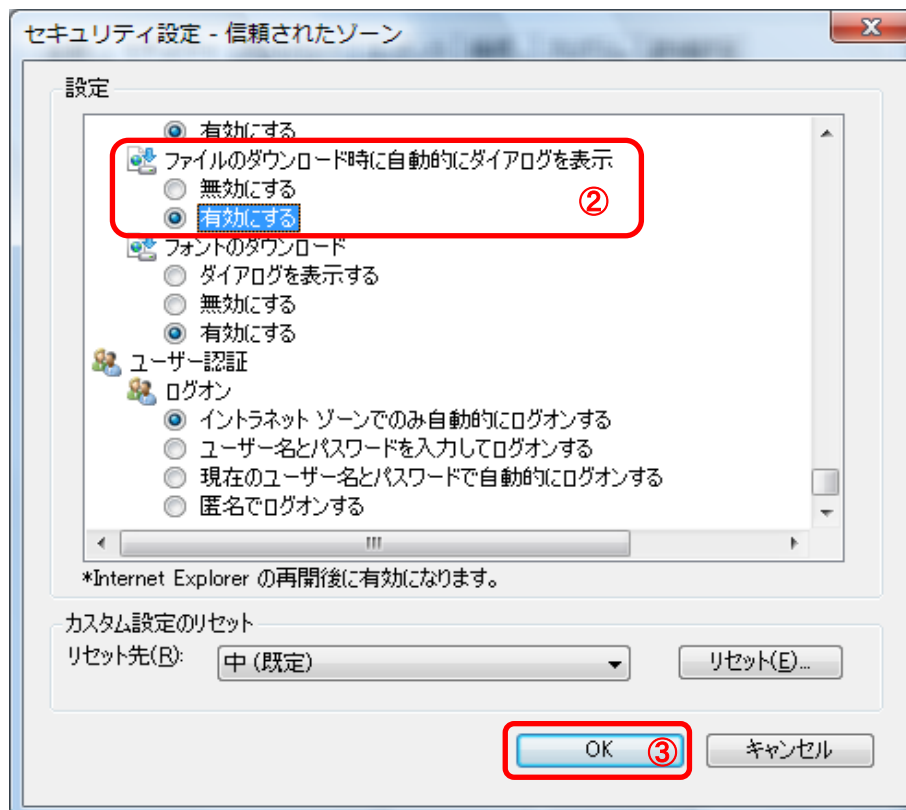 セキュリティ設定 - 信頼されたゾーン
設定
有効にする
ファイルのダウンロード時に自動的にダイアログを表示
無効にする
②
有効にする
フォントのダウンロード
ダイアログを表示する
無効にする
有効にする
ユーザー認証
ログオン
イントラネット ゾーンでのみ自動的にログオンする
ユーザー名とパスワードを入力してログオンする
現在のユーザー名とパスワードで自動的にログオンする
匿名でログオンする
*Internet Explorer の再開後に有効になります。
カスタム設定のリセット
リセット先(R): 中 (既定) リセット(E)...
OK ③ キャンセル